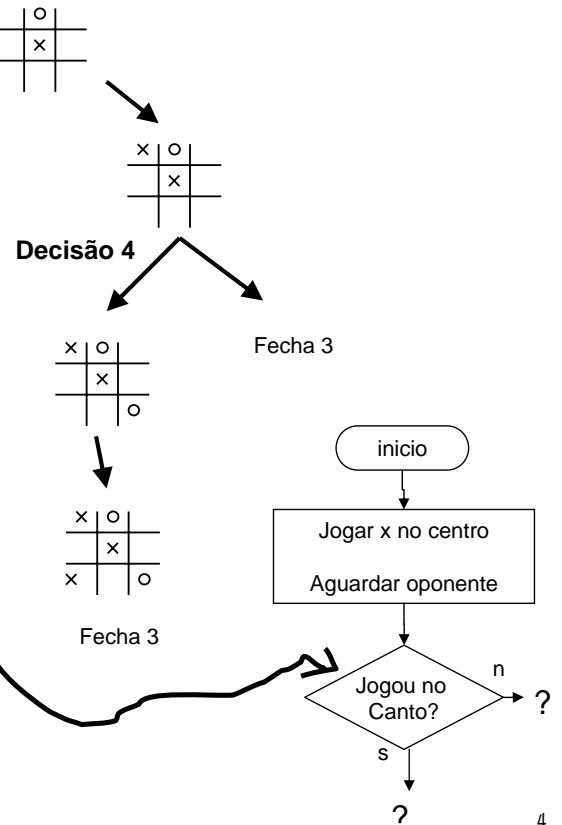 O
×
× O
×
Decisão 4
× O
×
O
Fecha 3
× O
×
× O
Fecha 3
inicio
Jogar x no centro
Aguardar oponente
Jogou no
Canto?
n
?
s
?
4